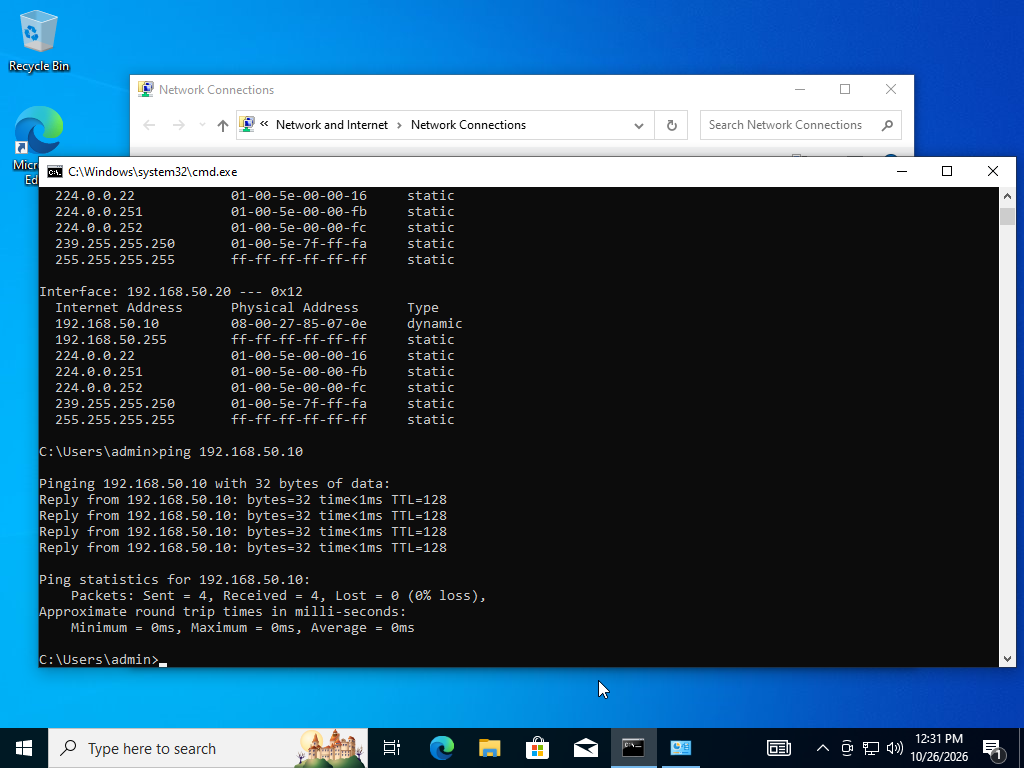 Recycle Bin
Network Connections
« Network and Internet › Network Connections
Search Network Connections
C:\Windows\system32\cmd.exe
224.0.0.22 01-00-5e-00-00-16 static
224.0.0.251 01-00-5e-00-00-fb static
224.0.0.252 01-00-5e-00-00-fc static
239.255.255.250 01-00-5e-7f-ff-fa static
255.255.255.255 ff-ff-ff-ff-ff-ff static
Interface: 192.168.50.20 --- 0x12
Internet Address Physical Address Type
192.168.50.10 08-00-27-85-07-0e dynamic
192.168.50.255 ff-ff-ff-ff-ff-ff static
224.0.0.22 01-00-5e-00-00-16 static
224.0.0.251 01-00-5e-00-00-fb static
224.0.0.252 01-00-5e-00-00-fc static
239.255.255.250 01-00-5e-7f-ff-fa static
255.255.255.255 ff-ff-ff-ff-ff-ff static
C:\Users\admin>ping 192.168.50.10
Pinging 192.168.50.10 with 32 bytes of data:
Reply from 192.168.50.10: bytes=32 time<1ms TTL=128
Reply from 192.168.50.10: bytes=32 time<1ms TTL=128
Reply from 192.168.50.10: bytes=32 time<1ms TTL=128
Reply from 192.168.50.10: bytes=32 time<1ms TTL=128
Ping statistics for 192.168.50.10:
Packets: Sent = 4, Received = 4, Lost = 0 (0% loss),
Approximate round trip times in milli-seconds:
Minimum = 0ms, Maximum = 0ms, Average = 0ms
C:\Users\admin>
Type here to search
12:31 PM
10/26/2026
1